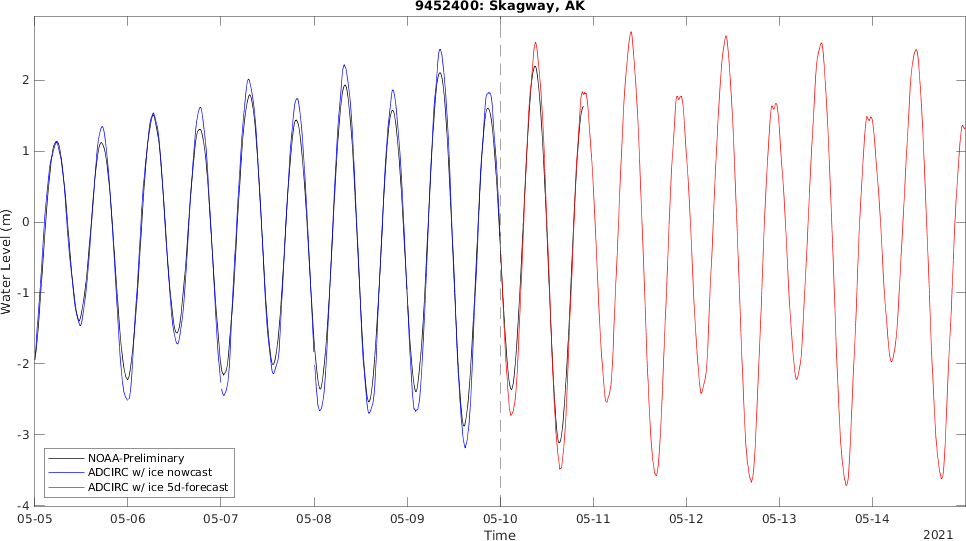 9452400: Skagway, AK
Water Level (m)
2
1
0
-1
-2
-3
-4
NOAA-Preliminary
ADCIRC w/ ice nowcast
ADCIRC w/ ice 5d-forecast
05-05 05-06 05-07 05-08 05-09 05-10 05-11 05-12 05-13 05-14
Time
2021